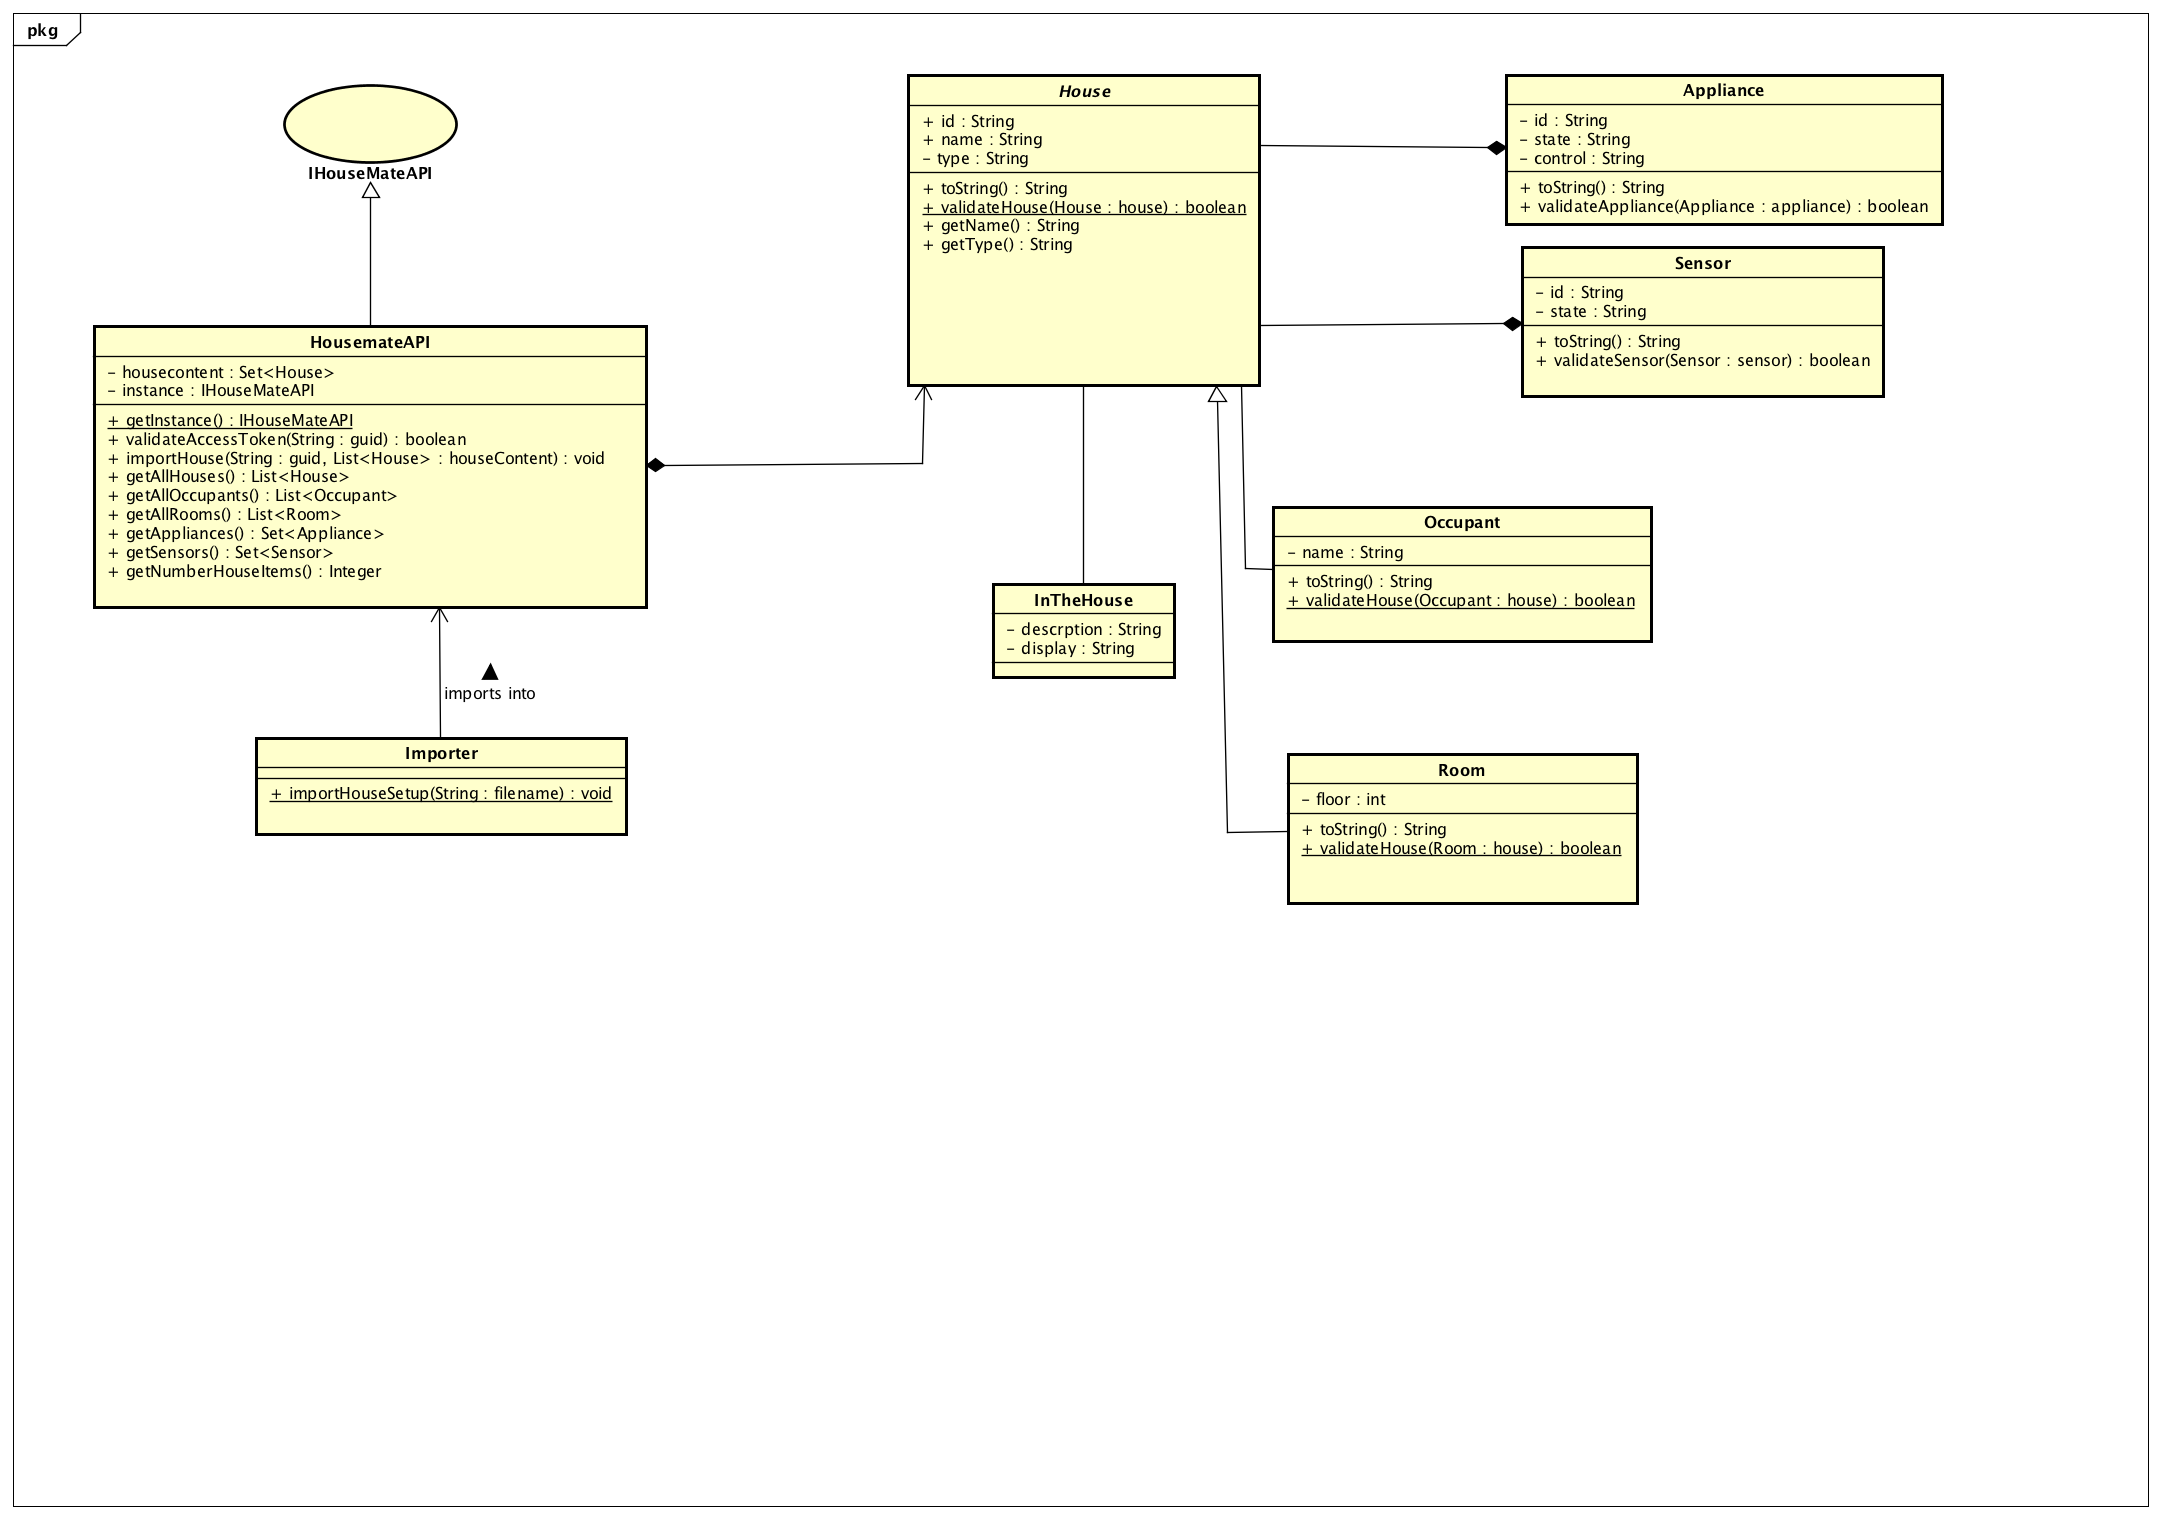 pkg
IHouseMateAPI
HousemateAPI
- housecontent : Set<House>
- instance : IHouseMateAPI
+ getInstance() : IHouseMateAPI
+ validateAccessToken(String : guid) : boolean
+ importHouse(String : guid, List<House> : houseContent) : void
+ getAllHouses() : List<House>
+ getAllOccupants() : List<Occupant>
+ getAllRooms() : List<Room>
+ getAppliances() : Set<Appliance>
+ getSensors() : Set<Sensor>
+ getNumberHouseItems() : Integer
imports into
Importer
+ importHouseSetup(String : filename) : void
House
+ id : String
+ name : String
- type : String
+ toString() : String
+ validateHouse(House : house) : boolean
+ getName() : String
+ getType() : String
Appliance
- id : String
- state : String
- control : String
+ toString() : String
+ validateAppliance(Appliance : appliance) : boolean
Sensor
- id : String
- state : String
+ toString() : String
+ validateSensor(Sensor : sensor) : boolean
InTheHouse
- descrption : String
- display : String
Occupant
- name : String
+ toString() : String
+ validateHouse(Occupant : house) : boolean
Room
- floor : int
+ toString() : String
+ validateHouse(Room : house) : boolean